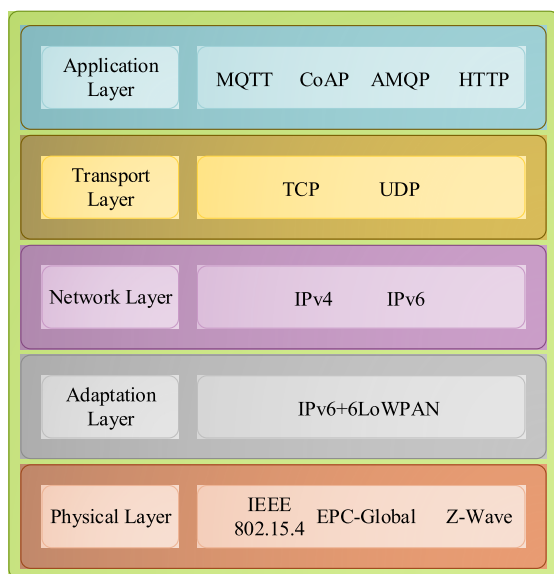 Application
Layer
MQTT CoAP AMQP HTTP
Transport
Layer
TCP UDP
Network Layer
IPv4 IPv6
Adaptation
Layer
IPv6+6LoWPAN
Physical Layer
IEEE
802.15.4 EPC-Global Z-Wave